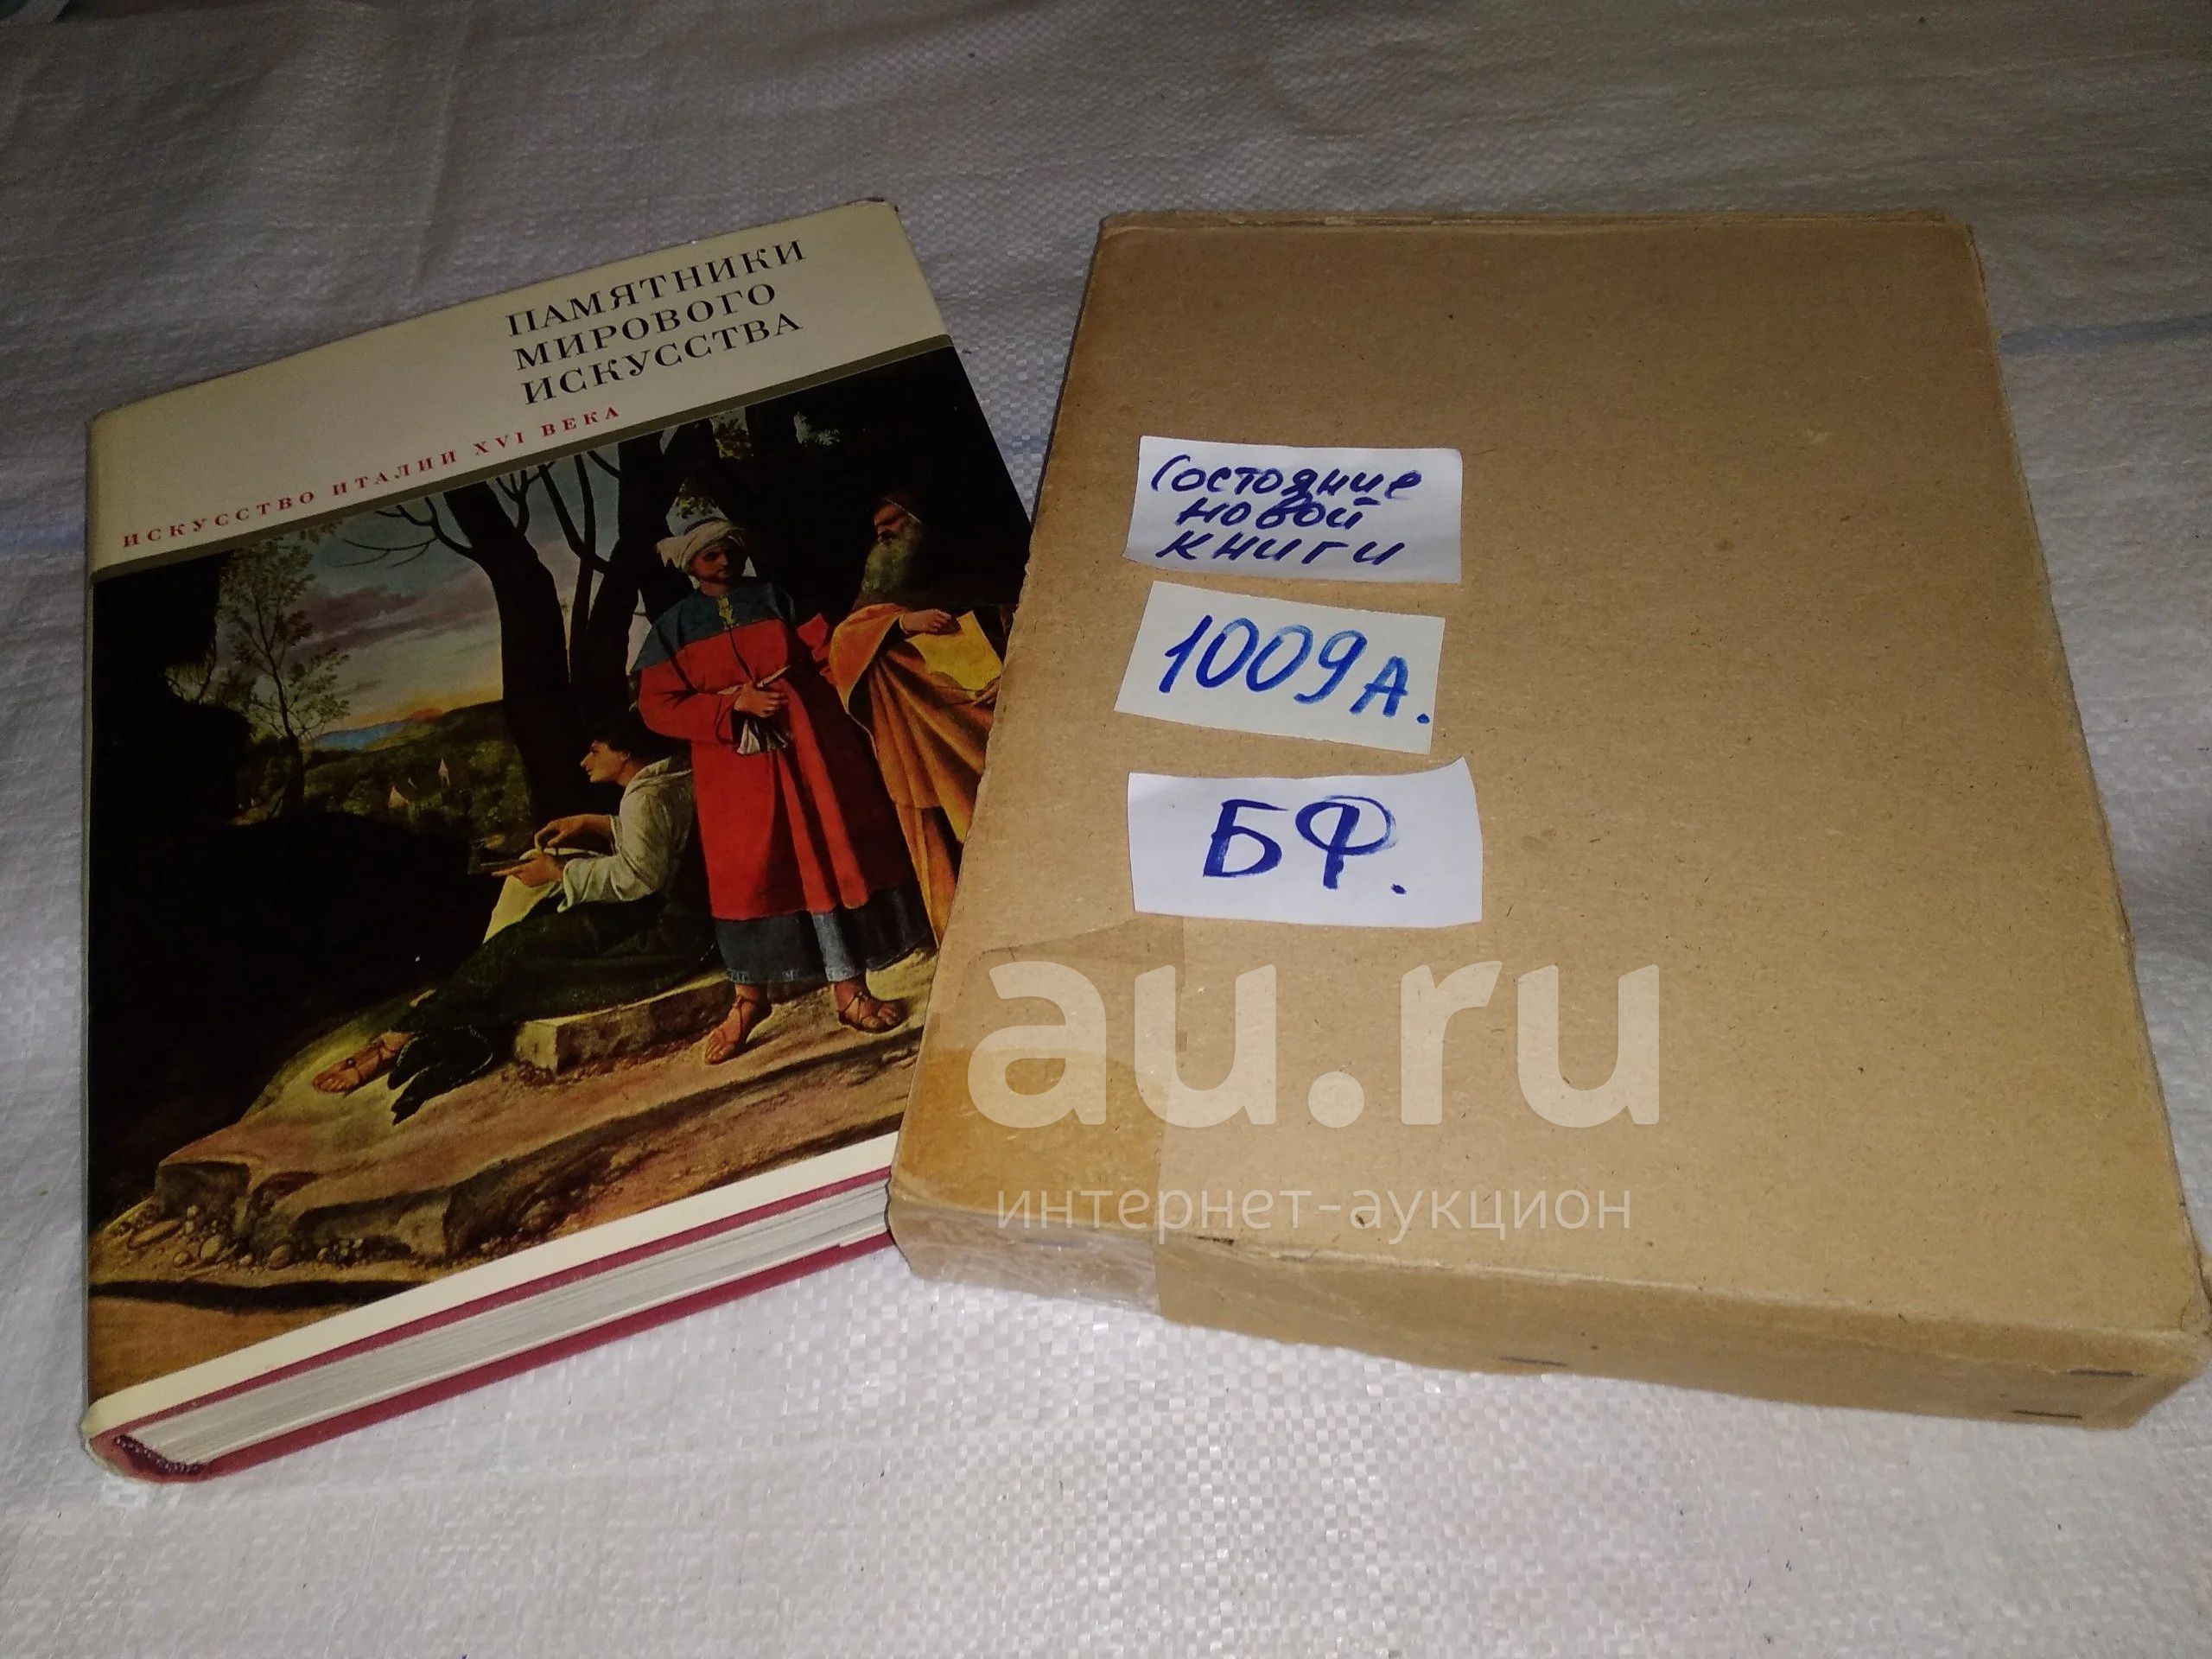 ПАМЯТНИКИ
МИРОВОГО
ИСКУССТВА
ИСКУССТВО ИТАЛИИ XVI ВЕКА
Состояние
новой
книги
1009А.
БФ.
au.ru
интернет-аукцион